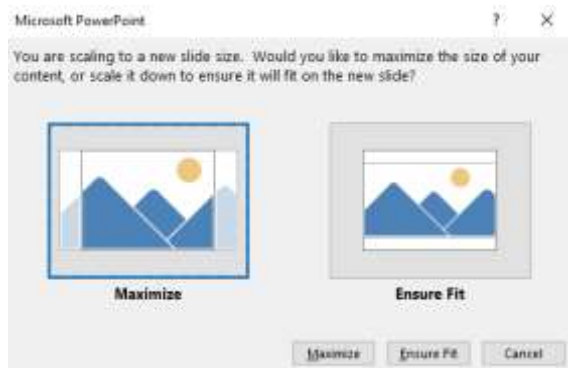 Microsoft PowerPoint ? ×
You are scaling to a new slide size. Would you like to maximize the size of your
content, or scale it down to ensure it will fit on the new slide?
Maximize Ensure Fit
Maximize Ensure Fit Cancel